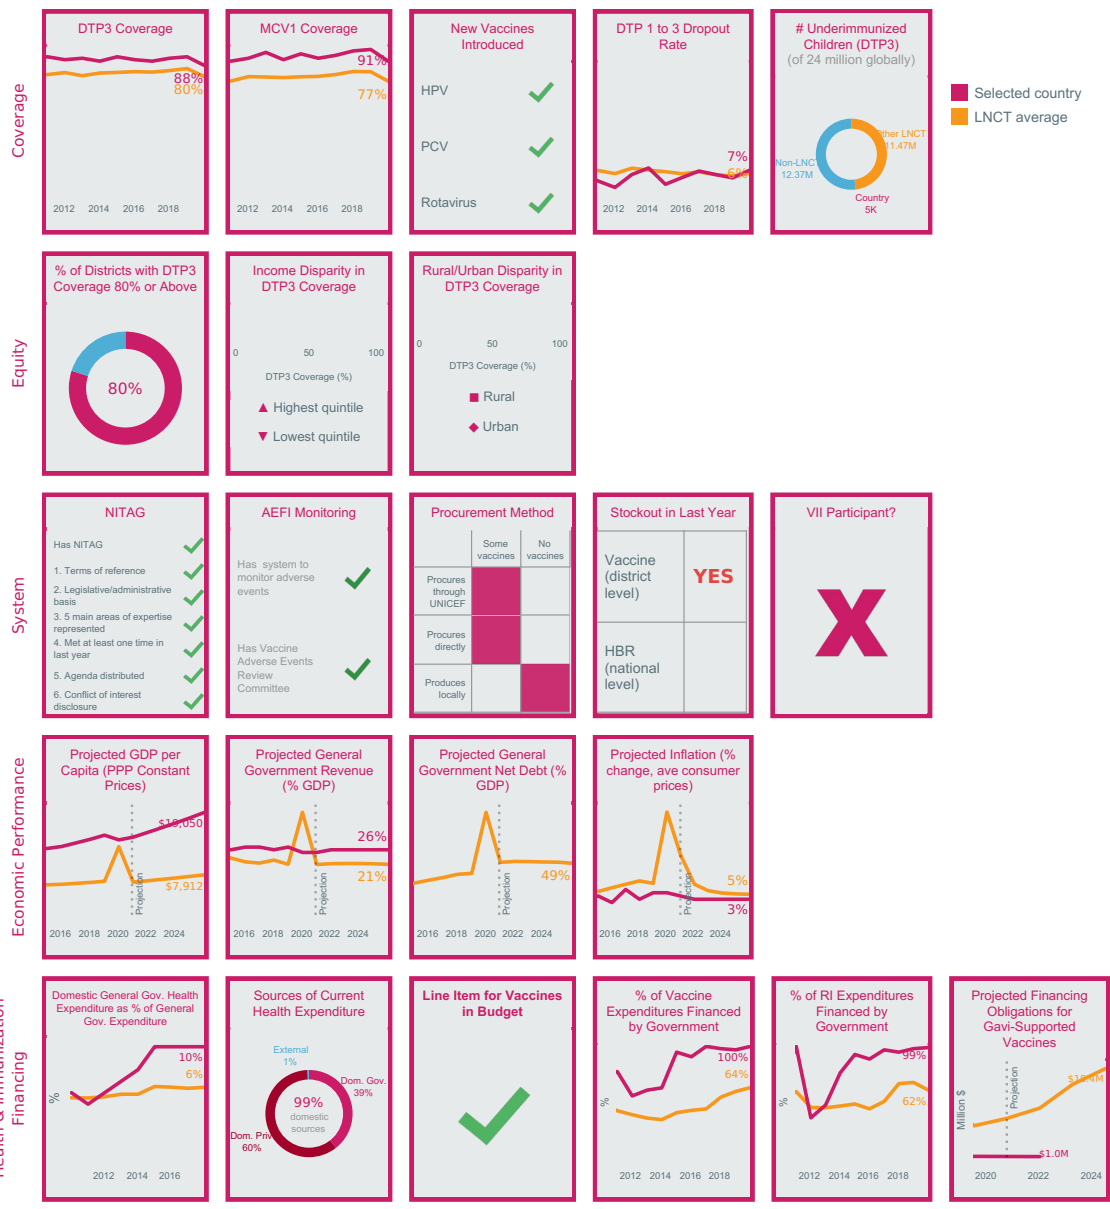 Coverage
DTP3 Coverage
88%
80%
2012 2014 2016 2018
MCV1 Coverage
91%
77%
2012 2014 2016 2018
New Vaccines
Introduced
HPV
PCV
Rotavirus
DTP 1 to 3 Dropout
Rate
7%
6%
2012 2014 2016 2018
# Underimmunized
Children (DTP3)
(of 24 million globally)
Other LNCT
11.47M
Non-LNC
12.37M
Country
5K
Selected country
LNCT average
Equity
% of Districts with DTP3
Coverage 80% or Above
80%
Income Disparity in
DTP3 Coverage
0 50 100
DTP3 Coverage (%)
Highest quintile
Lowest quintile
Rural/Urban Disparity in
DTP3 Coverage
0 50 100
DTP3 Coverage (%)
Rural
Urban
System
NITAG
Has NITAG
1. Terms of reference
2. Legislative/administrative
basis
3. 5 main areas of expertise
represented
4. Met at least one time in
last year
5. Agenda distributed
6. Conflict of interest
disclosure
AEFI Monitoring
Has system to
monitor adverse
events
Has Vaccine
Adverse Events
Review
Committee
Procurement Method
Some
vaccines
No
vaccines
Procures
through
UNICEF
Procures
directly
Produces
locally
Stockout in Last Year
Vaccine
(district
level)
YES
HBR
(national
level)
VII Participant?
X
Economic Performance
Projected GDP per
Capita (PPP Constant
Prices)
$7,912
Projection
2016 2018 2020 2022 2024
Projected General
Government Revenue
(% GDP)
26%
21%
Projection
2016 2018 2020 2022 2024
Projected General
Government Net Debt (%
GDP)
49%
Projection
2016 2018 2020 2022 2024
Projected Inflation (%
change, ave consumer
prices)
5%
3%
Projection
2016 2018 2020 2022 2024
Financing
Domestic General Gov. Health
Expenditure as % of General
Gov. Expenditure
10%
6%
%
2012 2014 2016
Sources of Current
Health Expenditure
External
1%
Dom. Gov.
39%
99%
domestic
sources
Dom. Priv
60%
Line Item for Vaccines
in Budget
% of Vaccine
Expenditures Financed
by Government
100%
64%
%
2012 2014 2016 2018
% of RI Expenditures
Financed by
Government
99%
62%
%
2012 2014 2016 2018
Projected Financing
Obligations for
Gavi-Supported
Vaccines
Projection
Million $
$1.0M
2020 2022 2024